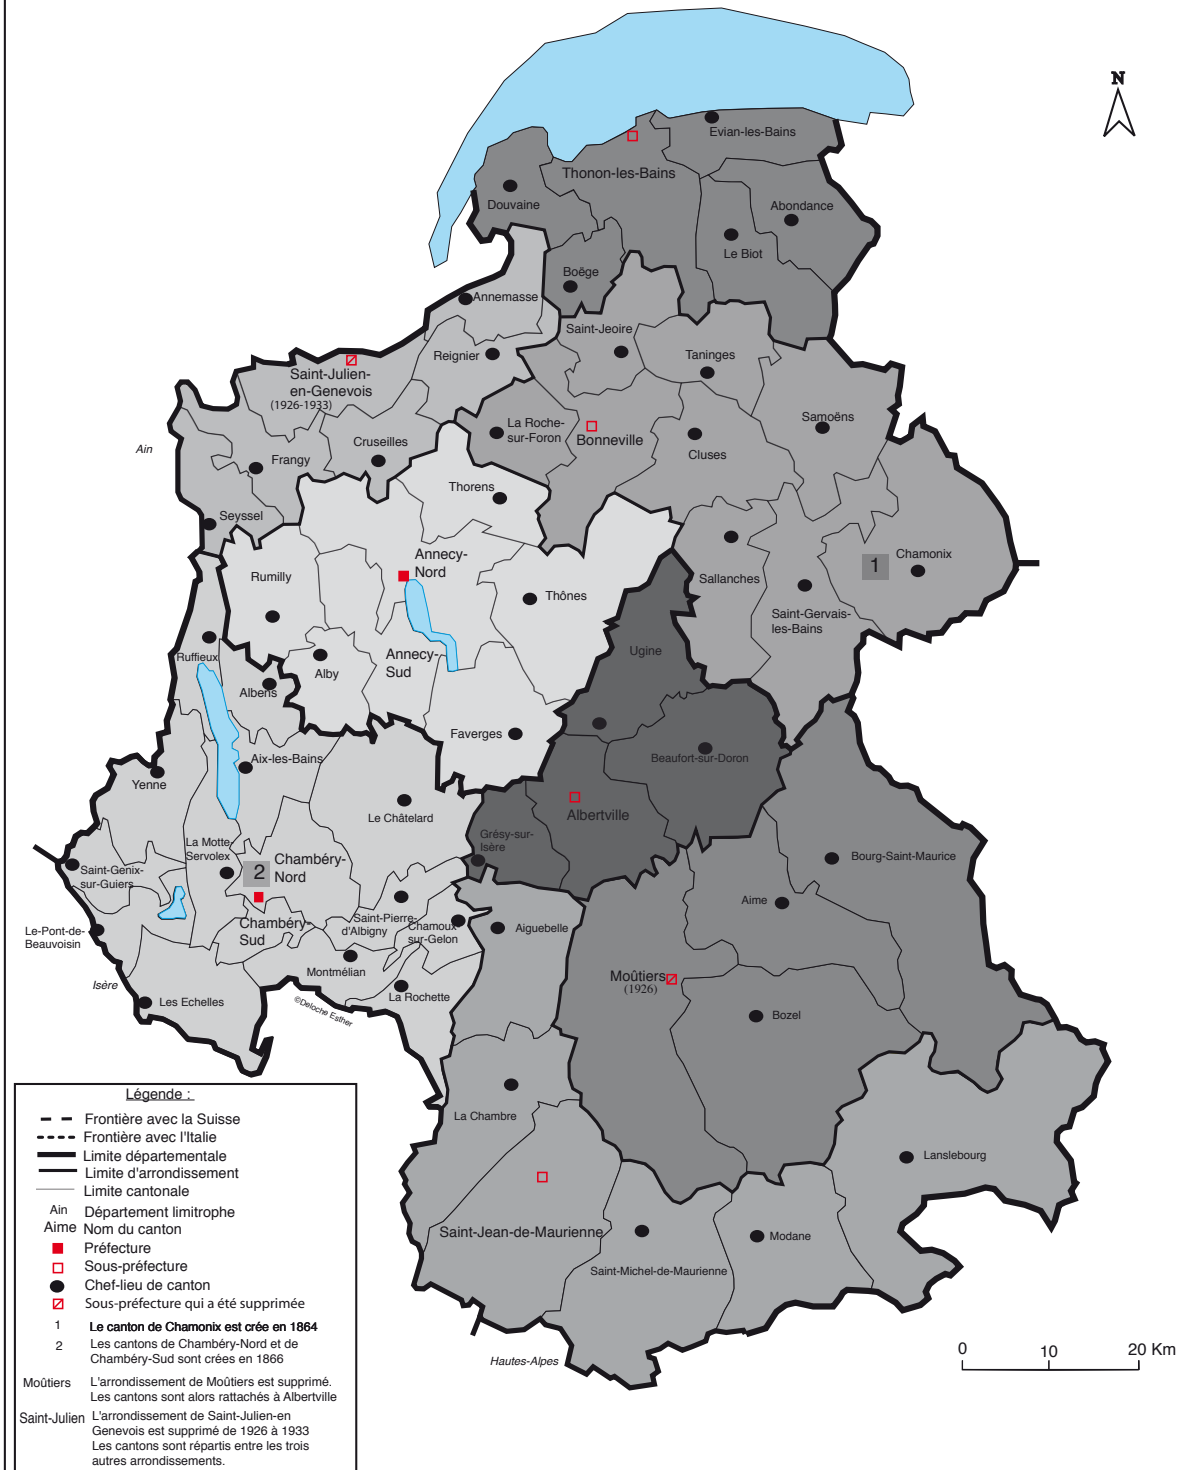 N
Evian-les-Bains
Thonon-les-Bains
Douvaine
Abondance
Le Biot
Boëge
Annemasse
Saint-Jeoire
Reignier
Taninges
Saint-Julien-
en-Genevois
(1926-1933)
Samoëns
La Roche-
sur-Foron
Bonneville
Cruseilles
Cluses
Ain
Frangy
Thorens
Seyssel
Annecy-
Nord
1
Chamonix
Rumilly
Sallanches
Thônes
Saint-Gervais-
les-Bains
Ugine
Ruffieux
Annecy-
Sud
Alby
Albens
Faverges
Aix-les-Bains
Beaufort-sur-Doron
Yenne
Le Châtelard
Albertville
Grésy-sur-
Isère
La Motte-
Servolex
Chambéry-
Nord
2
Bourg-Saint-Maurice
Saint-Genix-
sur-Guiers
Aime
Le-Pont-de-
Beauvoisin
Chambéry-
Sud
Saint-Pierre-
d'Albigny
Chamoux-
sur-Gelon
Aiguebelle
Montmélian
Moûtiers
(1926)
Isère
La Rochette
Les Echelles
©Deloche Esther
Bozel
La Chambre
Lanslebourg
Saint-Jean-de-Maurienne
Modane
Saint-Michel-de-Maurienne
Hautes-Alpes
0 10 20 Km
Légende :
Frontière avec la Suisse
Frontière avec l'Italie
Limite départementale
Limite d'arrondissement
Limite cantonale
Ain Département limitrophe
Aime Nom du canton
Préfecture
Sous-préfecture
Chef-lieu de canton
Sous-préfecture qui a été supprimée
1 Le canton de Chamonix est crée en 1864
2 Les cantons de Chambéry-Nord et de
Chambéry-Sud sont crées en 1866
Moûtiers L'arrondissement de Moûtiers est supprimé.
Les cantons sont alors rattachés à Albertville
Saint-Julien L'arrondissement de Saint-Julien-en
Genevois est supprimé de 1926 à 1933
Les cantons sont répartis entre les trois
autres arrondissements.